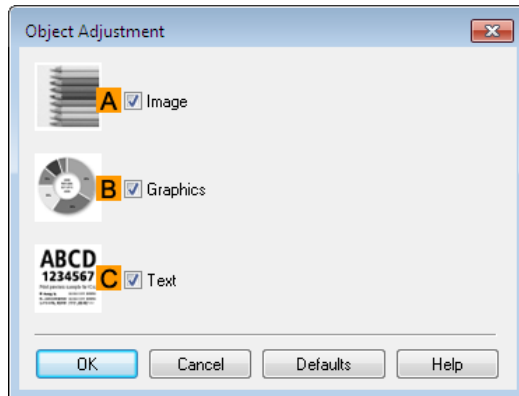 Object Adjustment
A Image
B Graphics
ABCD
1234567
C Text
OK Cancel Defaults Help